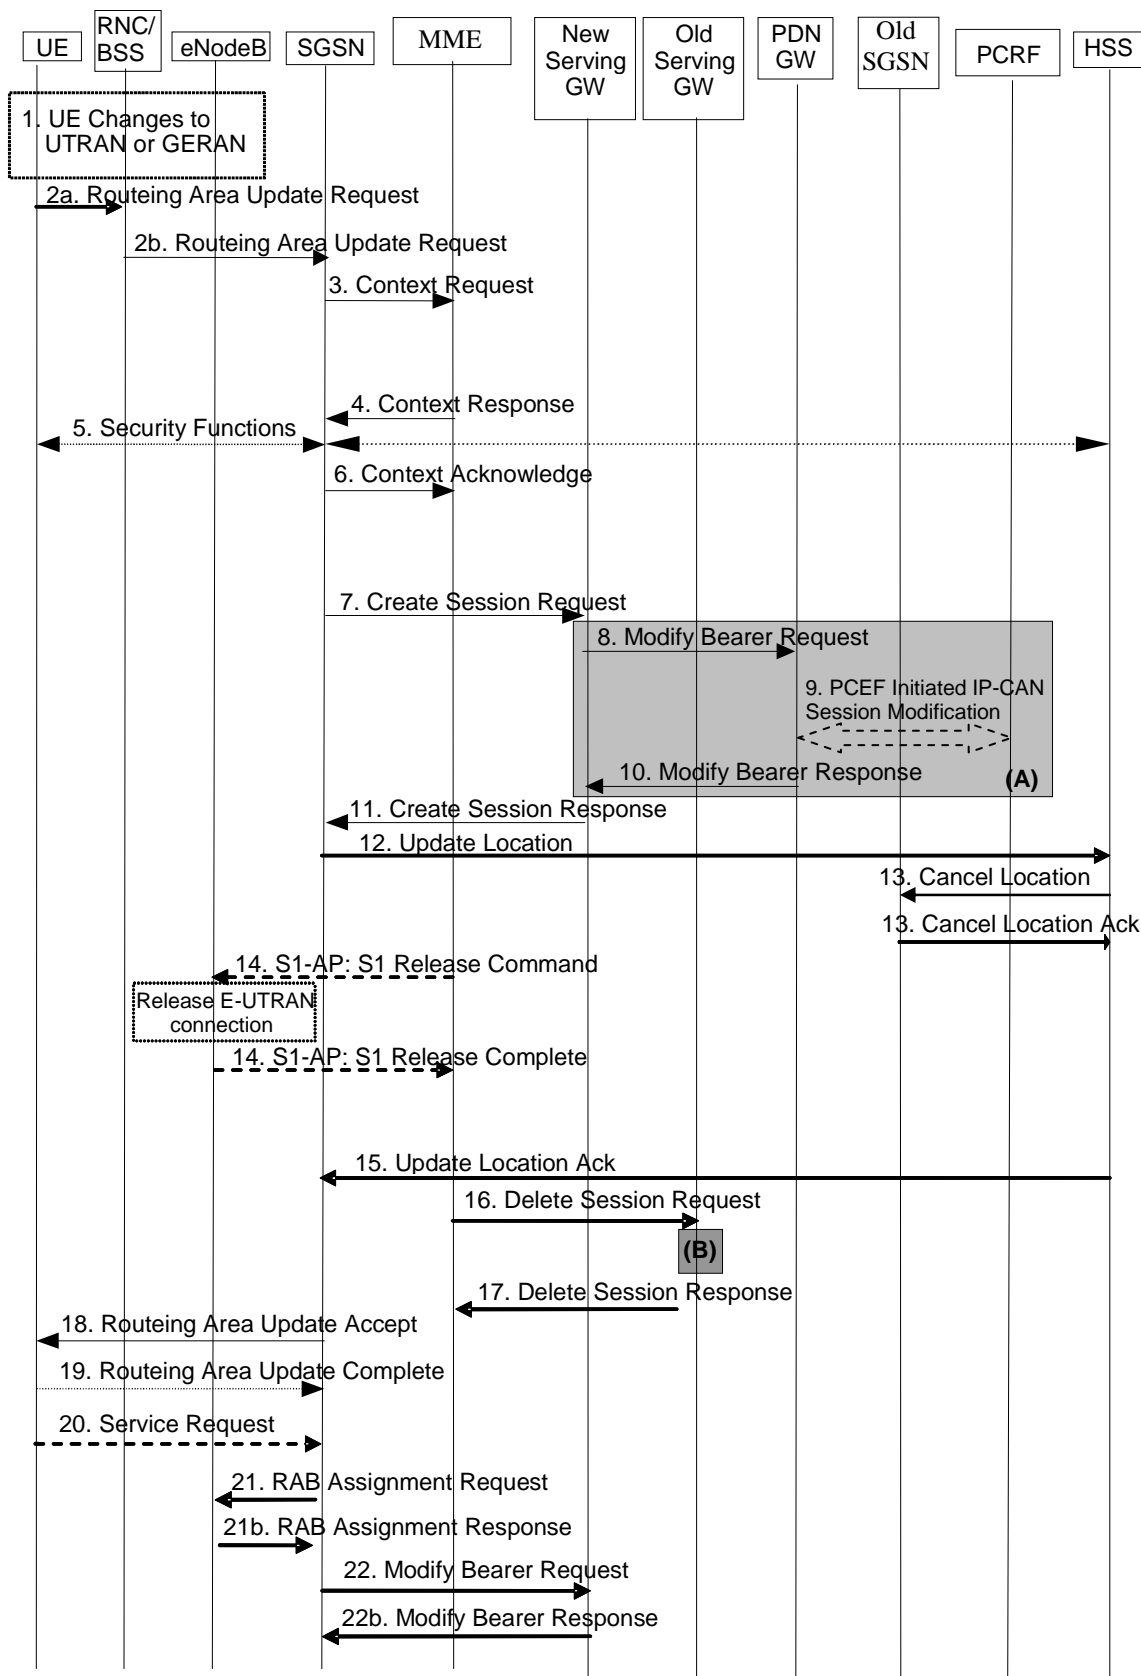 UE
RNC/
BSS
eNodeB
SGSN
MME
New
Serving
GW
Old
Serving
GW
PDN
GW
Old
SGSN
PCRF
HSS
1. UE Changes to
UTRAN or GERAN
2a. Routeing Area Update Request
2b. Routeing Area Update Request
3. Context Request
4. Context Response
5. Security Functions
6. Context Acknowledge
7. Create Session Request
8. Modify Bearer Request
9. PCEF Initiated IP-CAN
Session Modification
10. Modify Bearer Response
(A)
11. Create Session Response
12. Update Location
13. Cancel Location
13. Cancel Location Ack
14. S1-AP: S1 Release Command
Release E-UTRAN
connection
14. S1-AP: S1 Release Complete
15. Update Location Ack
16. Delete Session Request
(B)
17. Delete Session Response
18. Routeing Area Update Accept
19. Routeing Area Update Complete
20. Service Request
21. RAB Assignment Request
21b. RAB Assignment Response
22. Modify Bearer Request
22b. Modify Bearer Response